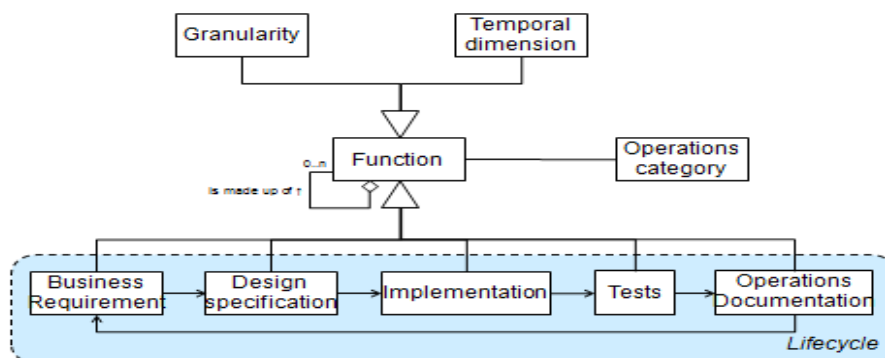 Granularity
Temporal
dimension
0..n
Function
Operations
category
Is made up of ↑
Business
Requirement
Design
specification
Implementation
Tests
Operations
Documentation
Lifecycle